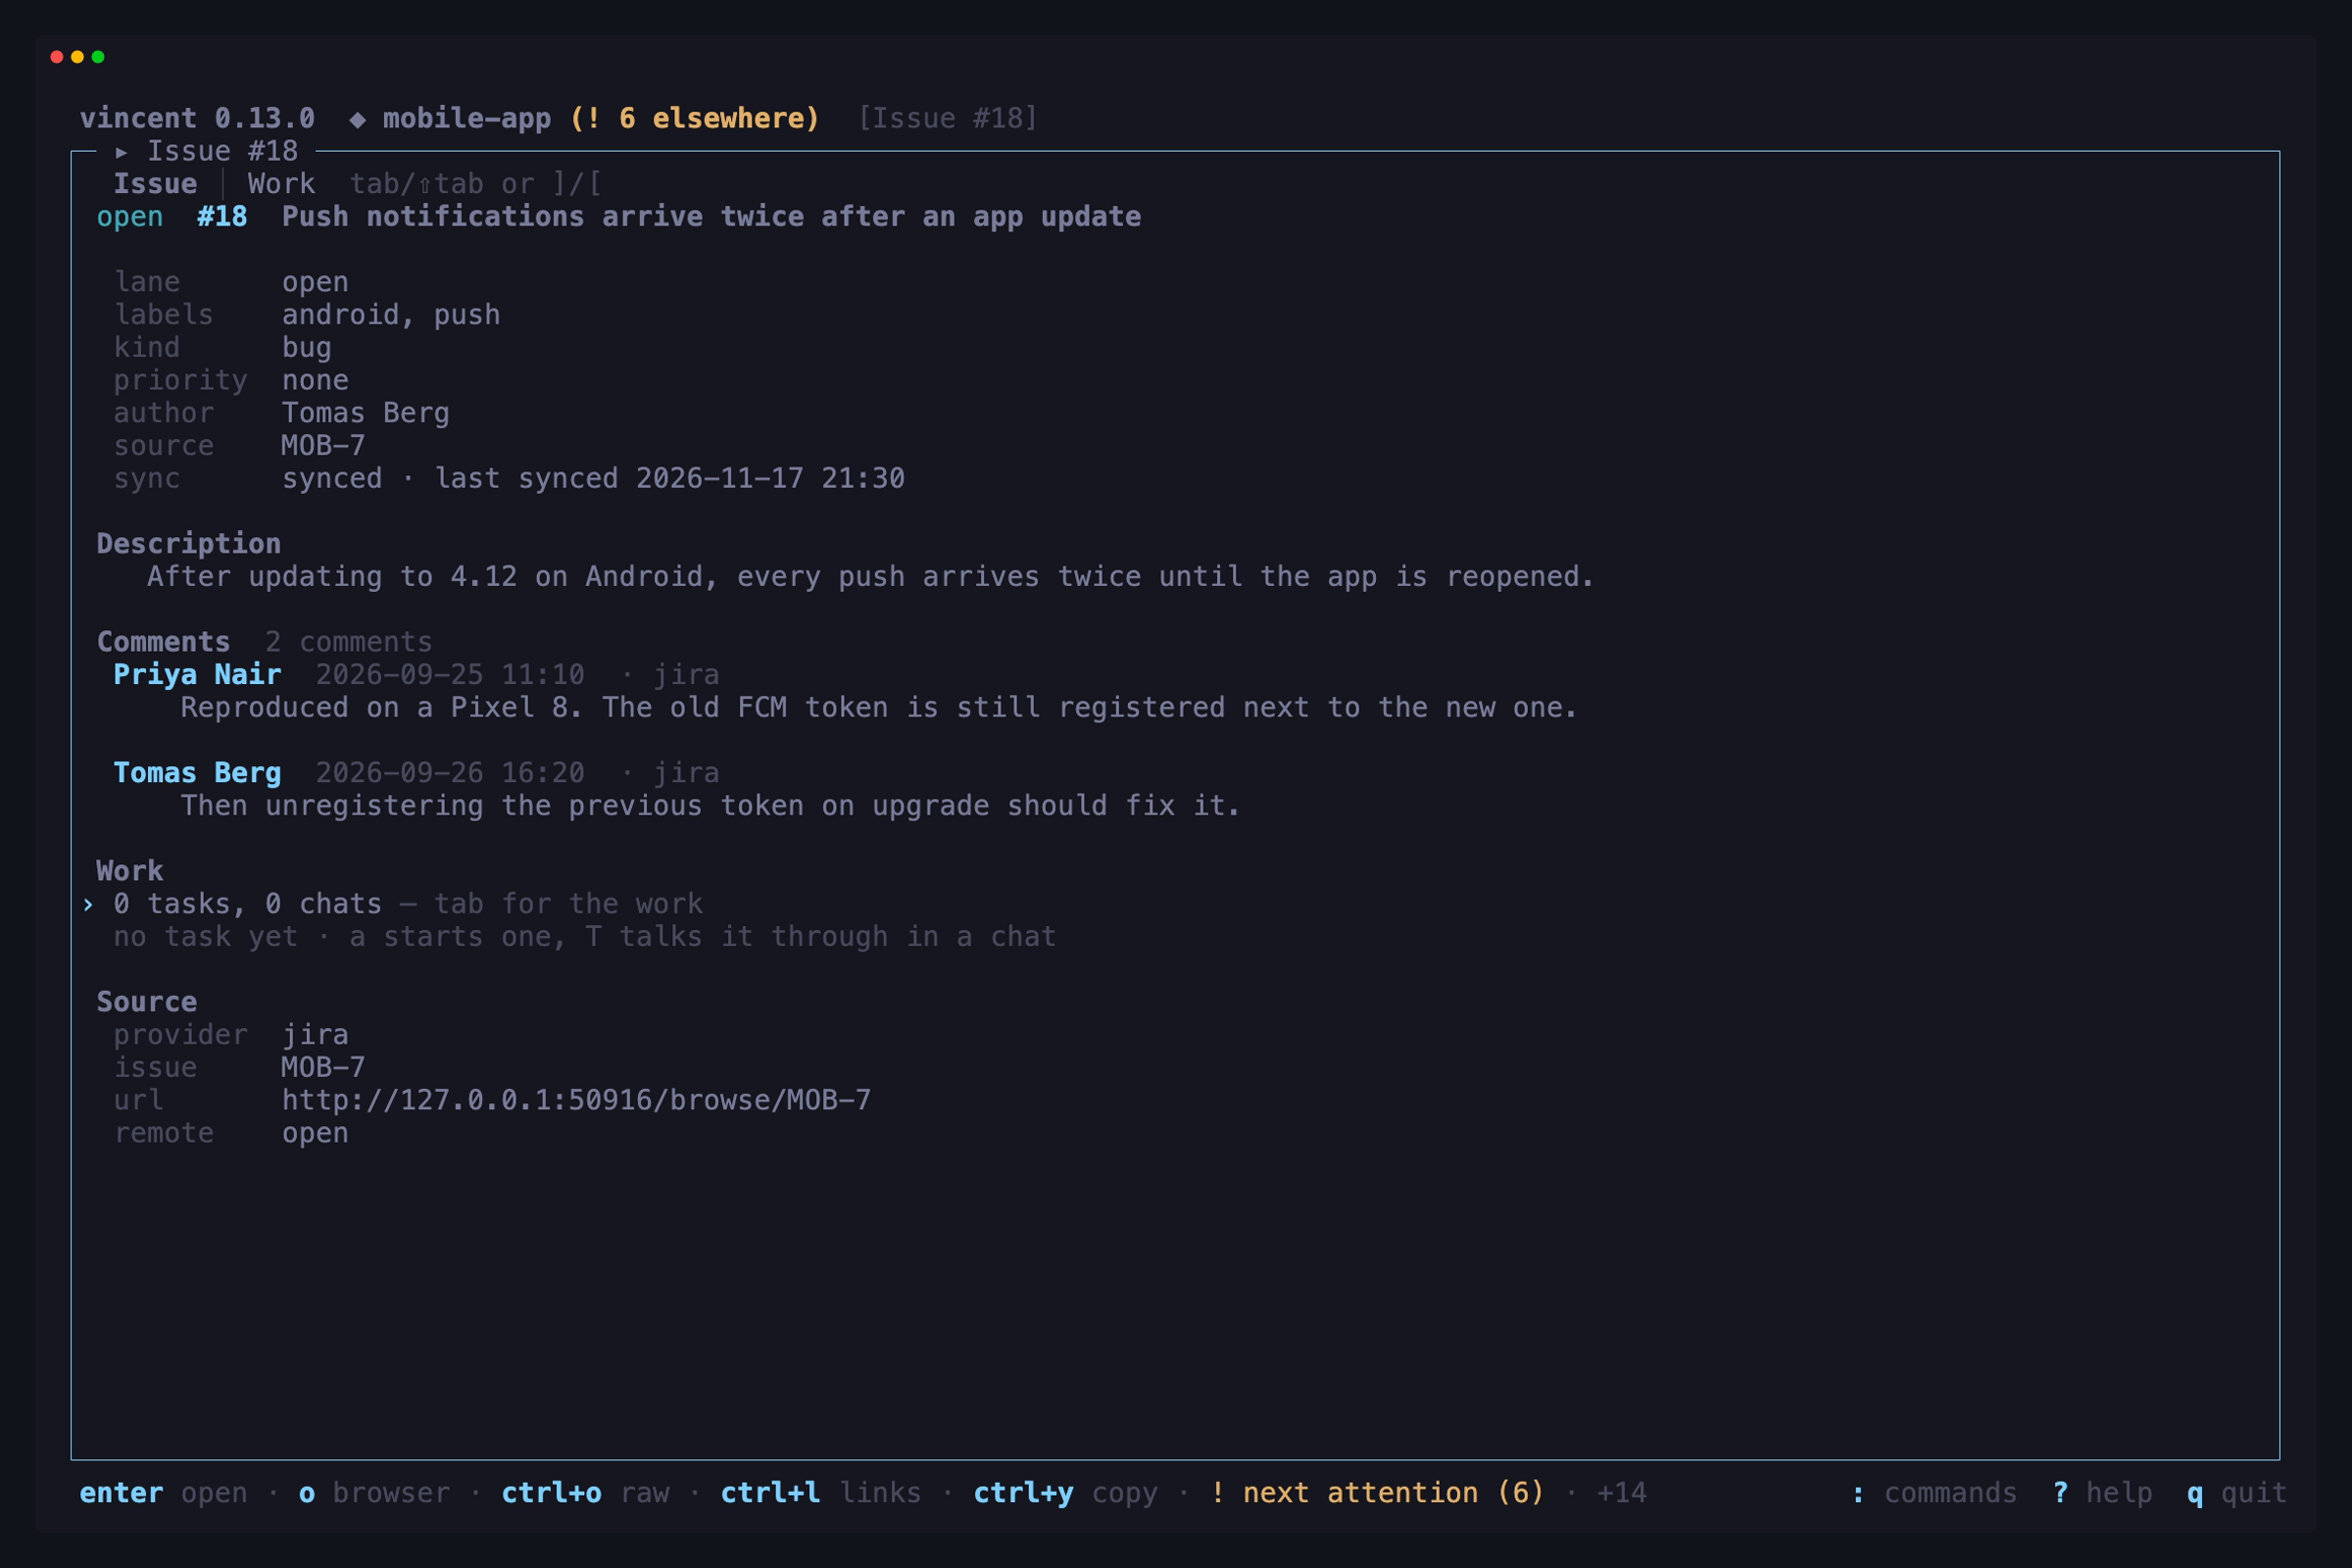 vincent 0.13.0  ◆ mobile-app (! 6 elsewhere)  [Issue #18]
▸ Issue #18
Issue │ Work  tab/⇧tab or ]/[
open  #18  Push notifications arrive twice after an app update
lane      open
labels    android, push
kind      bug
priority  none
author    Tomas Berg
source    MOB-7
sync      synced · last synced 2026-11-17 21:30
Description
After updating to 4.12 on Android, every push arrives twice until the app is reopened.
Comments  2 comments
Priya Nair  2026-09-25 11:10  · jira
Reproduced on a Pixel 8. The old FCM token is still registered next to the new one.
Tomas Berg  2026-09-26 16:20  · jira
Then unregistering the previous token on upgrade should fix it.
Work
› 0 tasks, 0 chats — tab for the work
no task yet · a starts one, T talks it through in a chat
Source
provider  jira
issue     MOB-7
url       http://127.0.0.1:50916/browse/MOB-7
remote    open
enter open · o browser · ctrl+o raw · ctrl+l links · ctrl+y copy · ! next attention (6) · +14  : commands  ? help  q quit